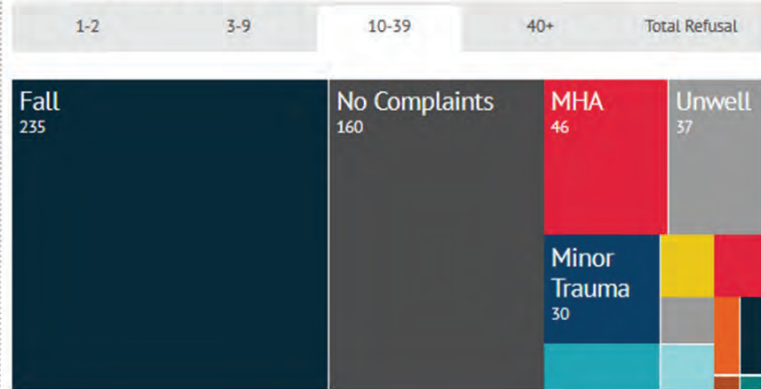 1-2 3-9 10-39 40+ Total Refusal
Fall
235
No Complaints
160
MHA
46
Unwell
37
Minor
Trauma
30